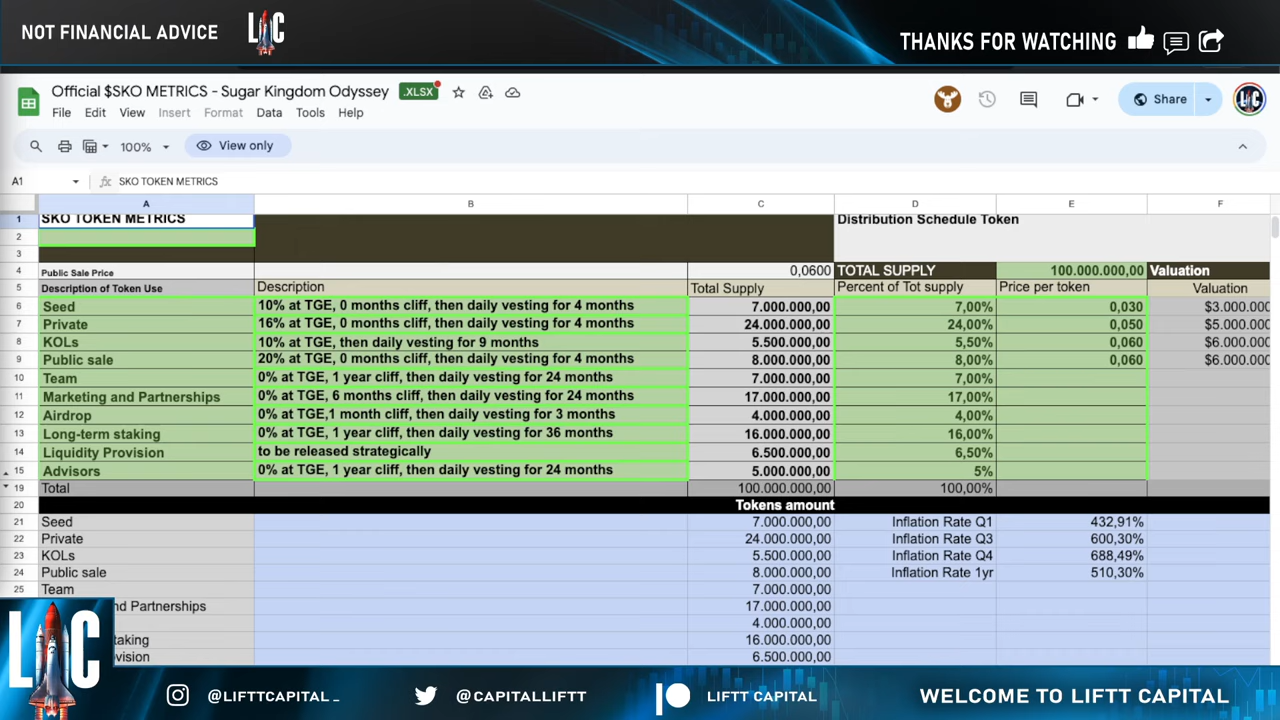 NOT FINANCIAL ADVICE LC THANKS FOR WATCHING
Official $SKO METRICS - Sugar Kingdom Odyssey .XLSX
File Edit View Insert Format Data Tools Help
Share
100% View only
A1 fx SKO TOKEN METRICS
A B C D E F
1 SKO TOKEN METRICS Distribution Schedule Token
2
3
4 Public Sale Price 0,0600 TOTAL SUPPLY 100.000.000,00 Valuation
5 Description of Token Use Description Total Supply Percent of Tot supply Price per token Valuation
6 Seed 10% at TGE, 0 months cliff, then daily vesting for 4 months 7.000.000,00 7,00% 0,030 $3.000.000
7 Private 16% at TGE, 0 months cliff, then daily vesting for 4 months 24.000.000,00 24,00% 0,050 $5.000.000
8 KOLs 10% at TGE, then daily vesting for 9 months 5.500.000,00 5,50% 0,060 $6.000.000
9 Public sale 20% at TGE, 0 months cliff, then daily vesting for 4 months 8.000.000,00 8,00% 0,060 $6.000.000
10 Team 0% at TGE, 1 year cliff, then daily vesting for 24 months 7.000.000,00 7,00%
11 Marketing and Partnerships 0% at TGE, 6 months cliff, then daily vesting for 24 months 17.000.000,00 17,00%
12 Airdrop 0% at TGE,1 month cliff, then daily vesting for 3 months 4.000.000,00 4,00%
13 Long-term staking 0% at TGE, 1 year cliff, then daily vesting for 36 months 16.000.000,00 16,00%
14 Liquidity Provision to be released strategically 6.500.000,00 6,50%
15 Advisors 0% at TGE, 1 year cliff, then daily vesting for 24 months 5.000.000,00 5%
19 Total 100.000.000,00 100,00%
20 Tokens amount
21 Seed 7.000.000,00 Inflation Rate Q1 432,91%
22 Private 24.000.000,00 Inflation Rate Q3 600,30%
23 KOLs 5.500.000,00 Inflation Rate Q4 688,49%
24 Public sale 8.000.000,00 Inflation Rate 1yr 510,30%
25 Team 7.000.000,00
nd Partnerships 17.000.000,00
4.000.000,00
taking 16.000.000,00
ovision 6.500.000,00
LC
@LIFTTCAPITAL_ @CAPITALLIFTT LIFTT CAPITAL WELCOME TO LIFTT CAPITAL